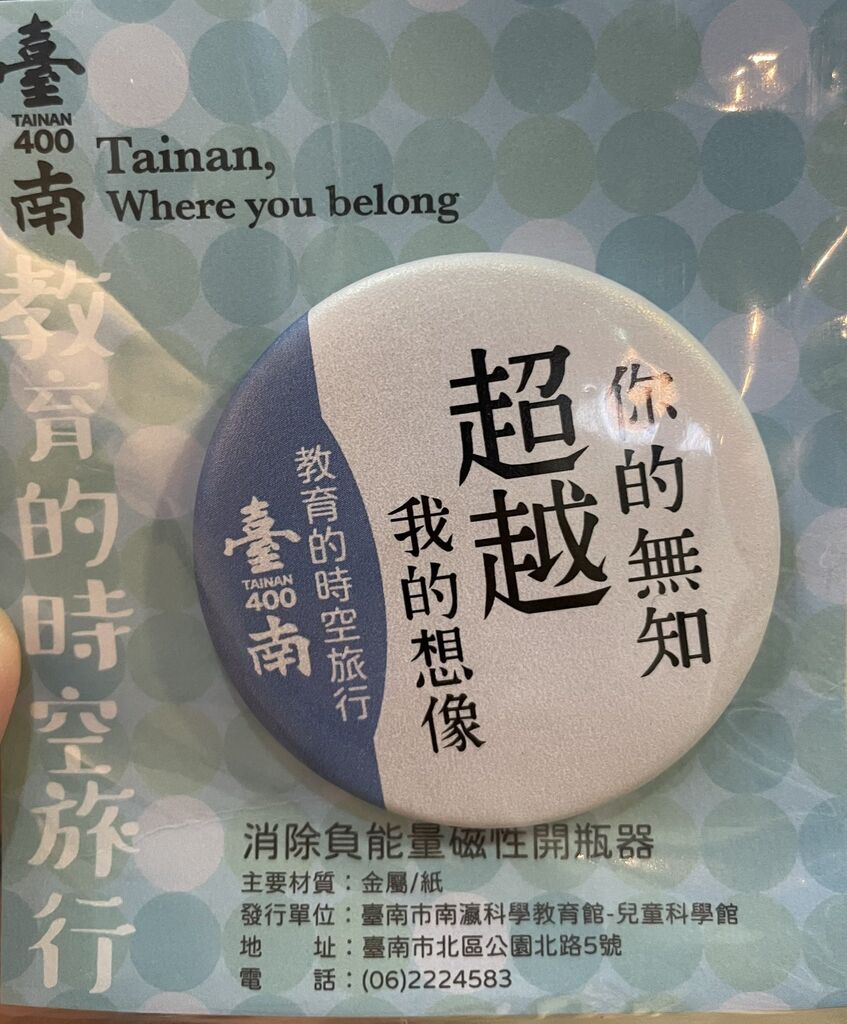 臺
TAINAN
400
南
Tainan,
Where you belong
教育的時空旅行
你的無知
超越
我的想像
教育的時空旅行
臺
TAINAN
400
南
消除負能量磁性開瓶器
主要材質：金屬/紙
發行單位：臺南市南瀛科學教育館-兒童科學館
地　　址：臺南市北區公園北路5號
電　　話：(06)2224583